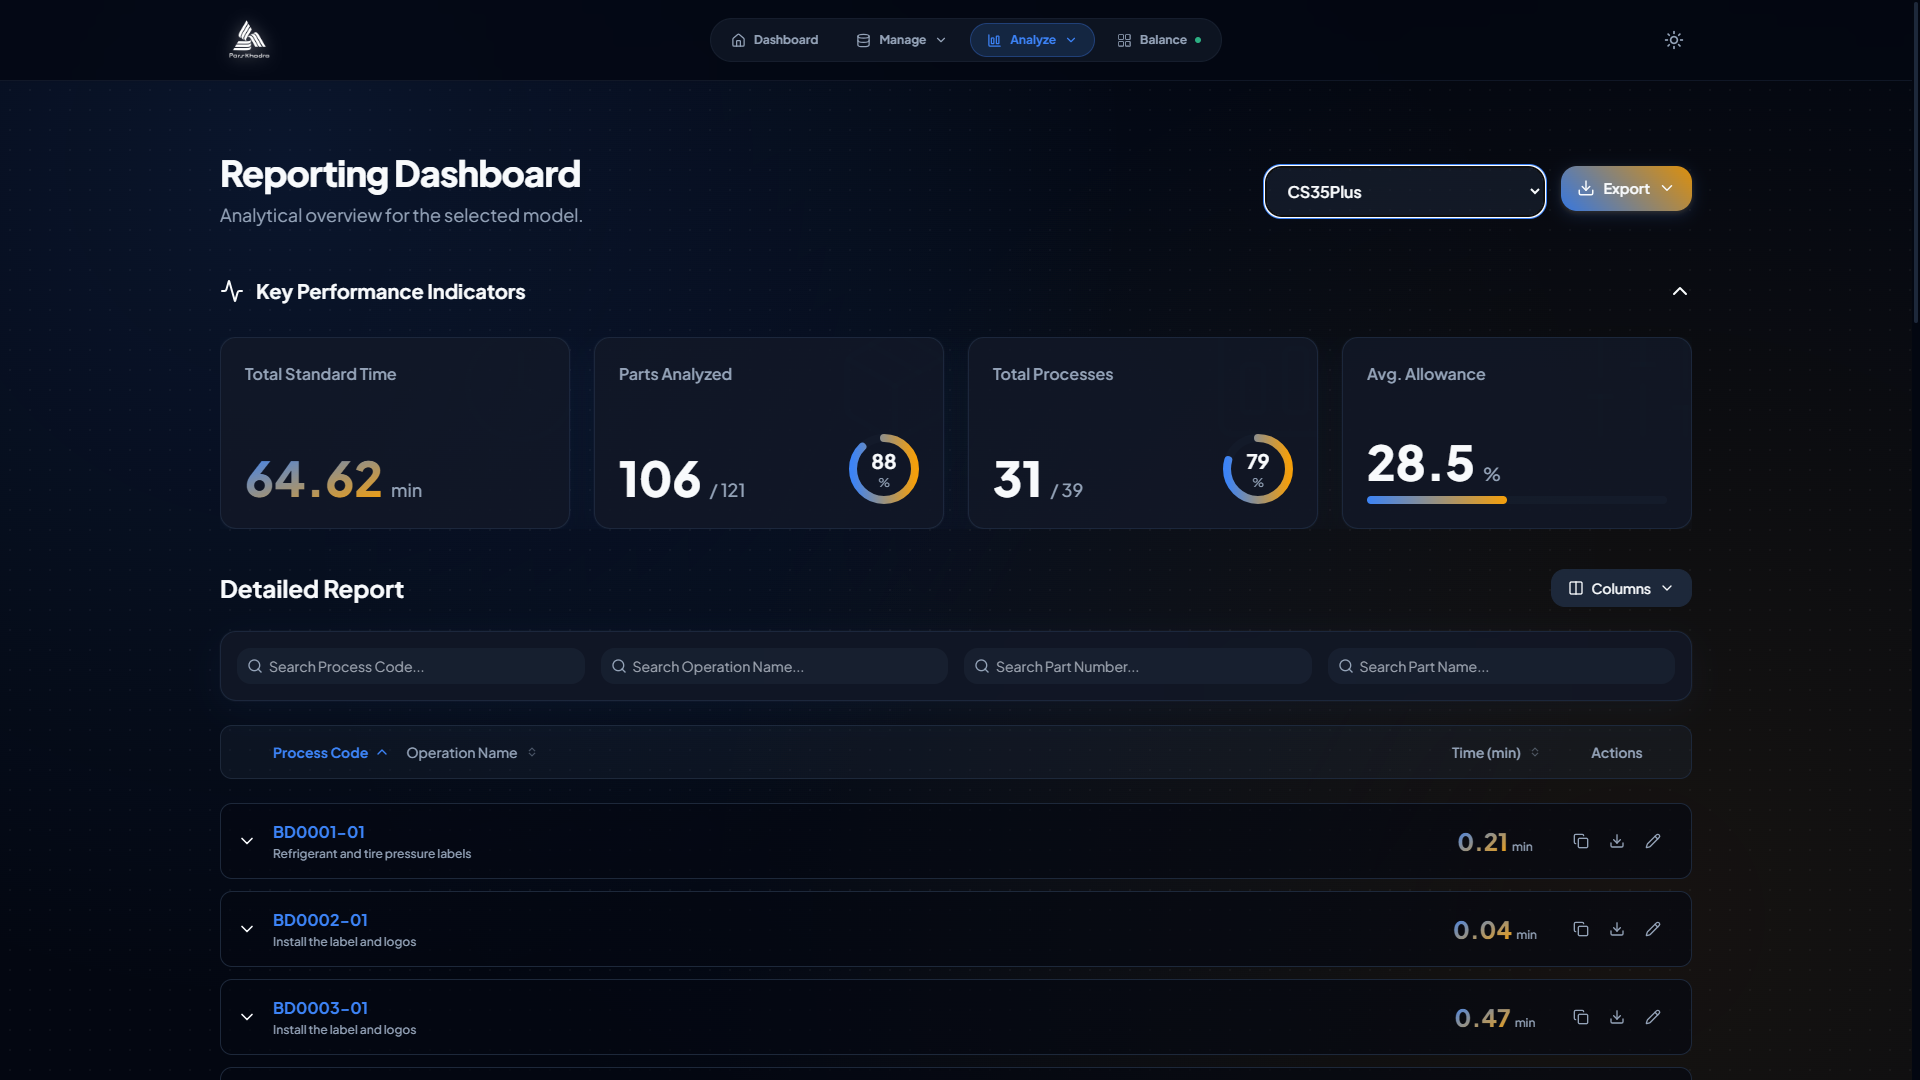 ParsKhodro
Dashboard
Manage
Analyze
Balance
Reporting Dashboard
Analytical overview for the selected model.
CS35Plus
Export
Key Performance Indicators
Total Standard Time
64.62 min
Parts Analyzed
106 / 121
88
%
Total Processes
31 / 39
79
%
Avg. Allowance
28.5 %
Detailed Report
Columns
Search Process Code...
Search Operation Name...
Search Part Number...
Search Part Name...
Process Code
Operation Name
Time (min)
Actions
BD0001-01
Refrigerant and tire pressure labels
0.21 min
BD0002-01
Install the label and logos
0.04 min
BD0003-01
Install the label and logos
0.47 min